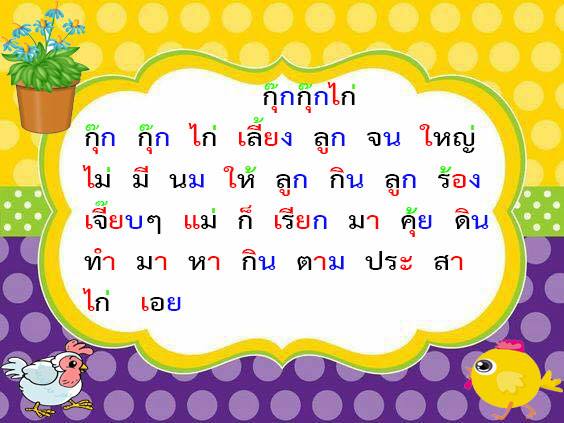 กุ๊กกุ๊กไก่
กุ๊ก กุ๊ก ไก่ เลี้ยง ลูก จน ใหญ่
ไม่ มี นม ให้ ลูก กิน ลูก ร้อง
เจี๊ยบๆ แม่ ก็ เรียก มา คุ้ย ดิน
ทำ มา หา กิน ตาม ประ สา
ไก่ เอย